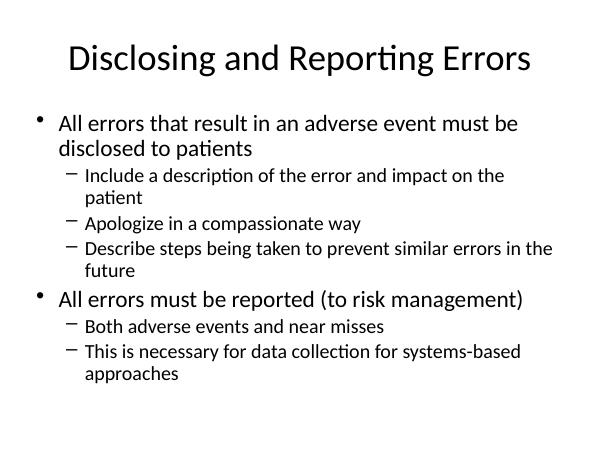 Disclosing and Reporting Errors
• All errors that result in an adverse event must be
disclosed to patients
– Include a description of the error and impact on the
patient
– Apologize in a compassionate way
– Describe steps being taken to prevent similar errors in the
future
• All errors must be reported (to risk management)
– Both adverse events and near misses
– This is necessary for data collection for systems-based
approaches